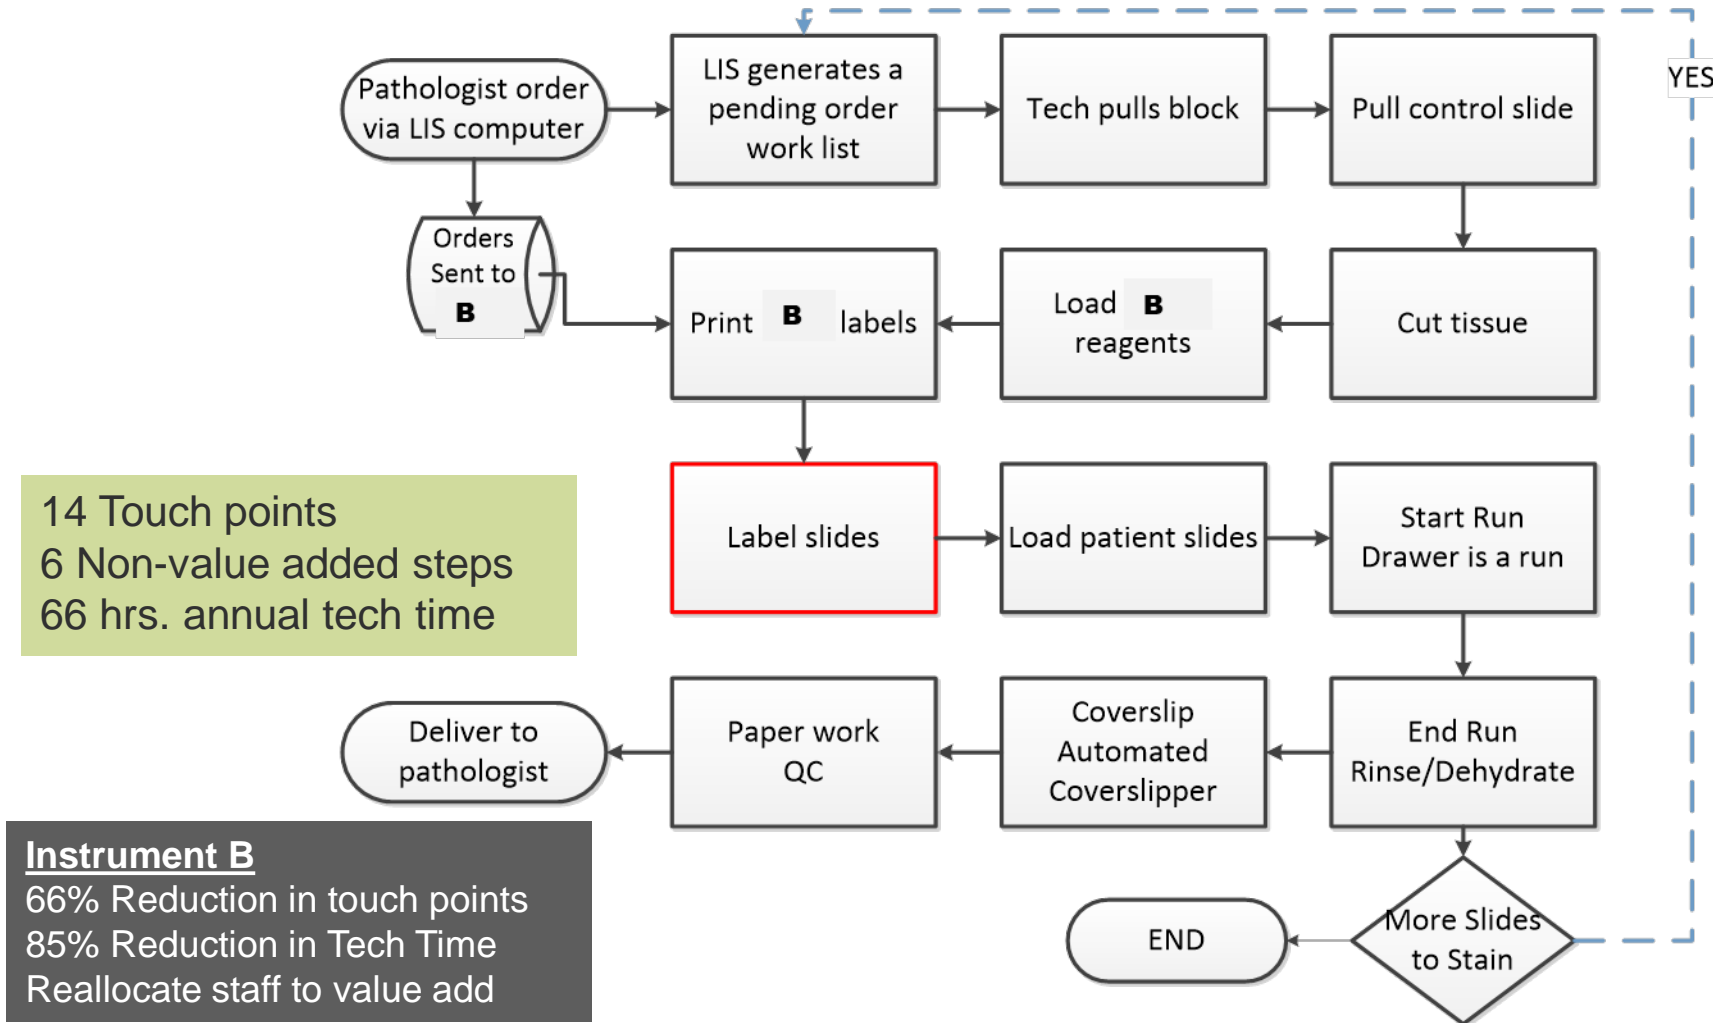 Pathologist order
via LIS computer
LIS generates a
pending order
work list
Tech pulls block
Pull control slide
YES
Orders
Sent to
B
Print B labels
Load B
reagents
Cut tissue
Label slides
Load patient slides
Start Run
Drawer is a run
14 Touch points
6 Non-value added steps
66 hrs. annual tech time
Deliver to
pathologist
Paper work
QC
Coverslip
Automated
Coverslipper
End Run
Rinse/Dehydrate
Instrument B
66% Reduction in touch points
85% Reduction in Tech Time
Reallocate staff to value add
END
More Slides
to Stain